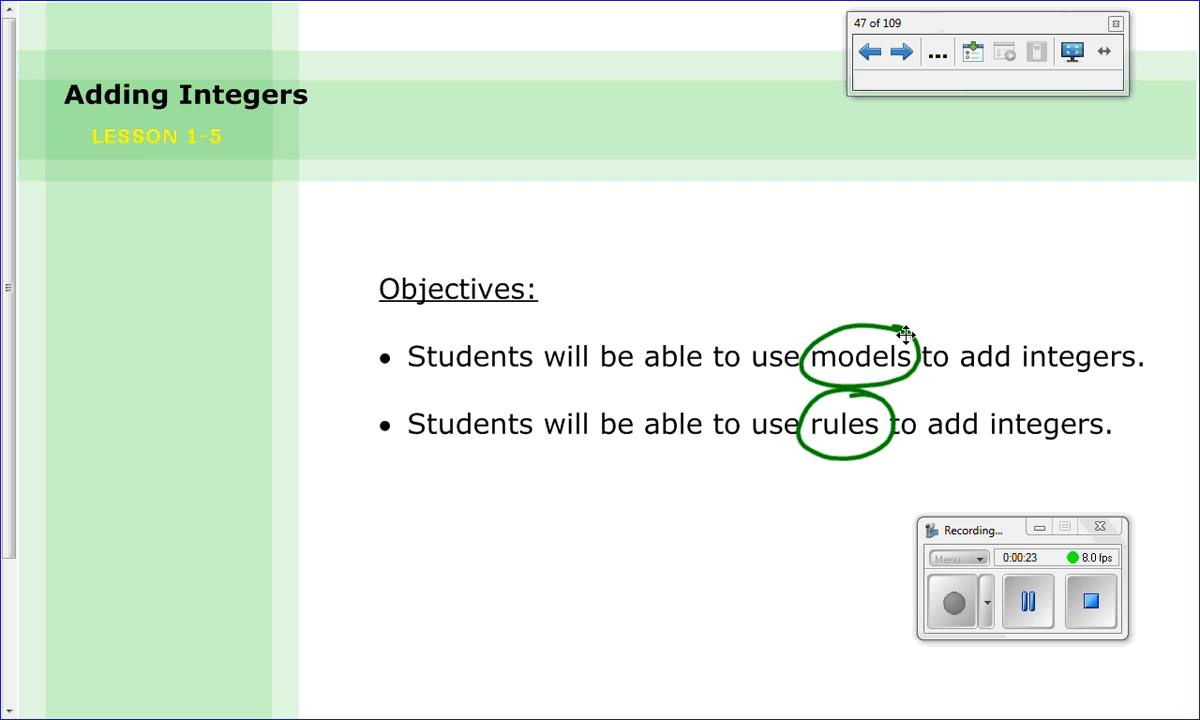 47 of 109
Adding Integers
LESSON 1-5
Objectives:
• Students will be able to use models to add integers.
• Students will be able to use rules to add integers.
Recording...
Menu
0:00:23
8.0 fps